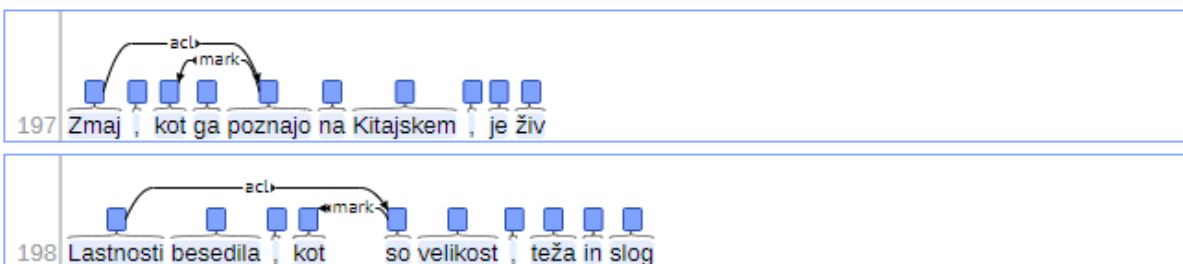 acl
mark
197 Zmaj , kot ga poznajo na Kitajskem , je živ
acl
mark
198 Lastnosti besedila , kot so velikost , teža in slog